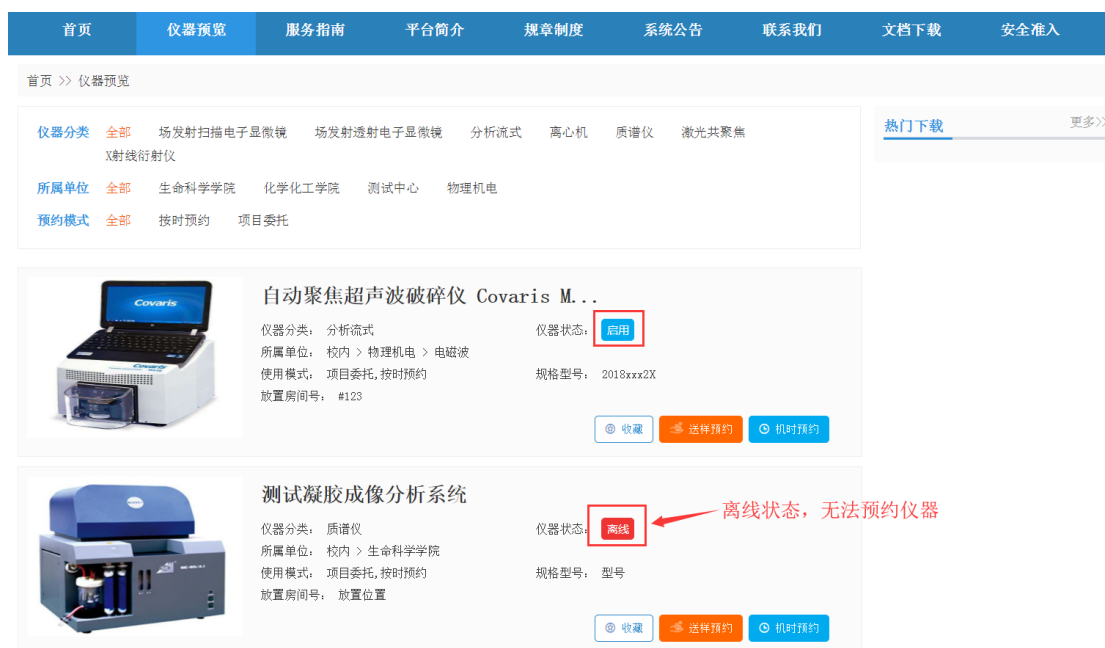 首页 仪器预览 服务指南 平台简介 规章制度 系统公告 联系我们 文档下载 安全准入
首页 >> 仪器预览
仪器分类 全部 场发射扫描电子显微镜 场发射透射电子显微镜 分析流式 离心机 质谱仪 激光共聚焦
X射线衍射仪
所属单位 全部 生命科学学院 化学化工学院 测试中心 物理机电
预约模式 全部 按时预约 项目委托
热门下载 更多>>
Covaris
Covaris
自动聚焦超声波破碎仪 Covaris M...
仪器分类: 分析流式 仪器状态: 启用
所属单位: 校内 > 物理机电 > 电磁波
使用模式: 项目委托,按时预约 规格型号: 2018xxx2X
放置房间号: #123
收藏 送样预约 机时预约
测试凝胶成像分析系统
仪器分类: 质谱仪 仪器状态: 离线
离线状态，无法预约仪器
所属单位: 校内 > 生命科学学院
使用模式: 项目委托,按时预约 规格型号: 型号
放置房间号: 放置位置
收藏 送样预约 机时预约